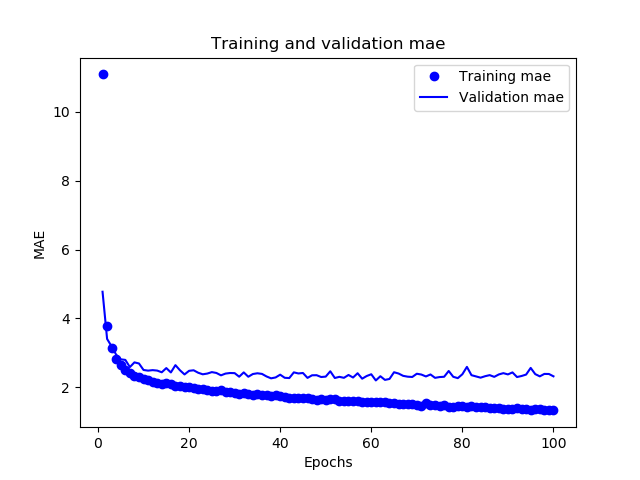 Training and validation mae
Training mae
Validation mae
MAE
10
8
6
4
2
0 20 40 60 80 100
Epochs